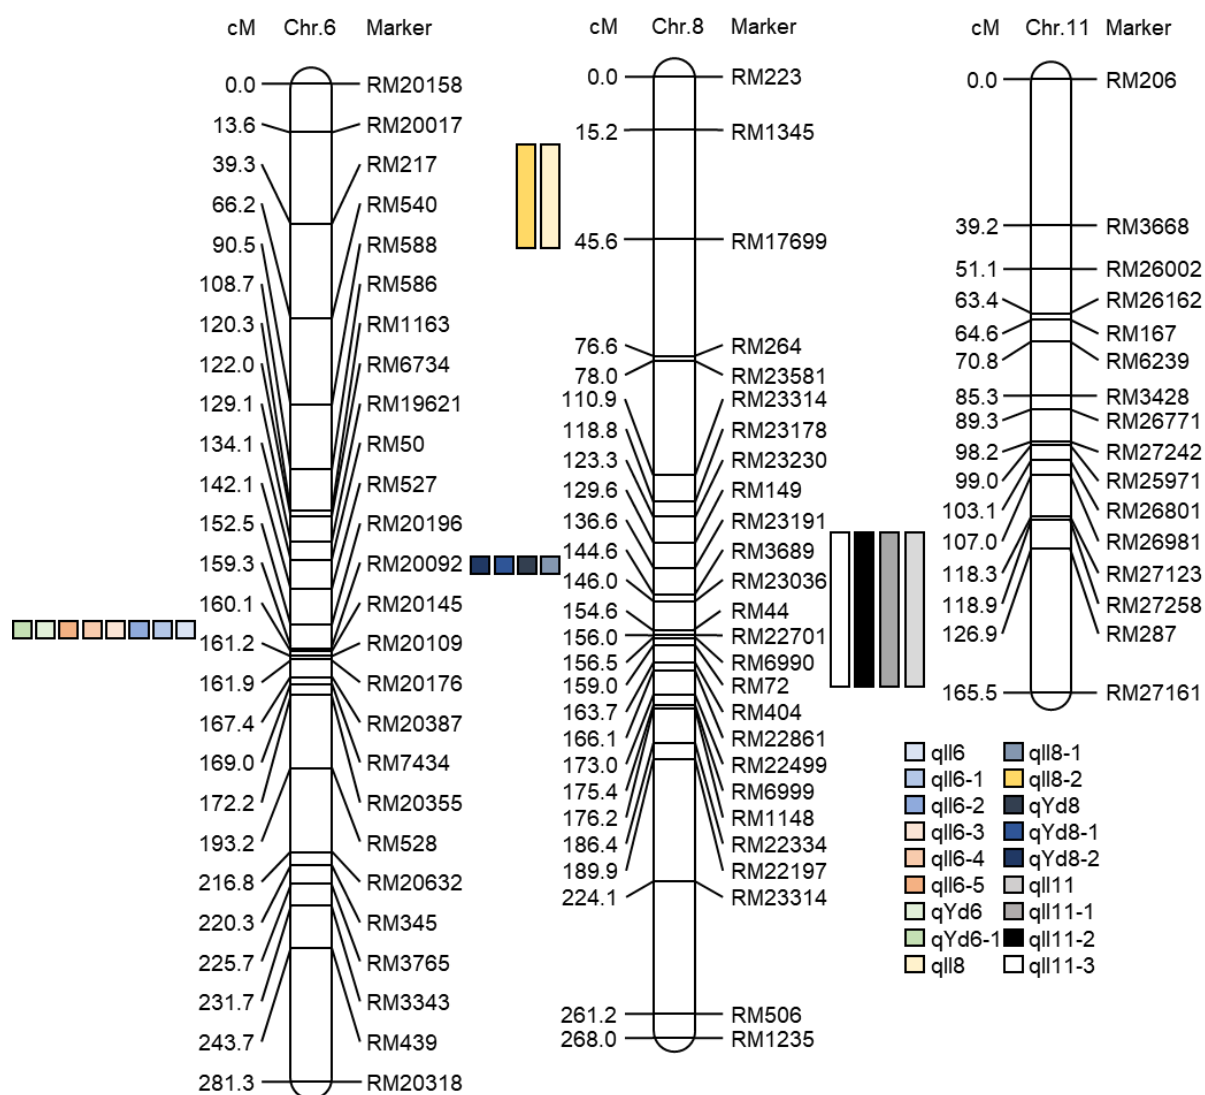 cM Chr.6 Marker
0.0 RM20158
13.6 RM20017
39.3 RM217
66.2 RM540
90.5 RM588
108.7 RM586
120.3 RM1163
122.0 RM6734
129.1 RM19621
134.1 RM50
142.1 RM527
152.5 RM20196
159.3 RM20092
160.1 RM20145
161.2 RM20109
161.9 RM20176
167.4 RM20387
169.0 RM7434
172.2 RM20355
193.2 RM528
216.8 RM20632
220.3 RM345
225.7 RM3765
231.7 RM3343
243.7 RM439
281.3 RM20318
cM Chr.8 Marker
0.0 RM223
15.2 RM1345
45.6 RM17699
76.6 RM264
78.0 RM23581
110.9 RM23314
118.8 RM23178
123.3 RM23230
129.6 RM149
136.6 RM23191
144.6 RM3689
146.0 RM23036
154.6 RM44
156.0 RM22701
156.5 RM6990
159.0 RM72
163.7 RM404
166.1 RM22861
173.0 RM22499
175.4 RM6999
176.2 RM1148
186.4 RM22334
189.9 RM22197
224.1 RM23314
261.2 RM506
268.0 RM1235
cM Chr.11 Marker
0.0 RM206
39.2 RM3668
51.1 RM26002
63.4 RM26162
64.6 RM167
70.8 RM6239
85.3 RM3428
89.3 RM26771
98.2 RM27242
99.0 RM25971
103.1 RM26801
107.0 RM26981
118.3 RM27123
118.9 RM27258
126.9 RM287
165.5 RM27161
qll6 qll8-1
qll6-1 qll8-2
qll6-2 qYd8
qll6-3 qYd8-1
qll6-4 qYd8-2
qll6-5 qll11
qYd6 qll11-1
qYd6-1 qll11-2
qll8 qll11-3